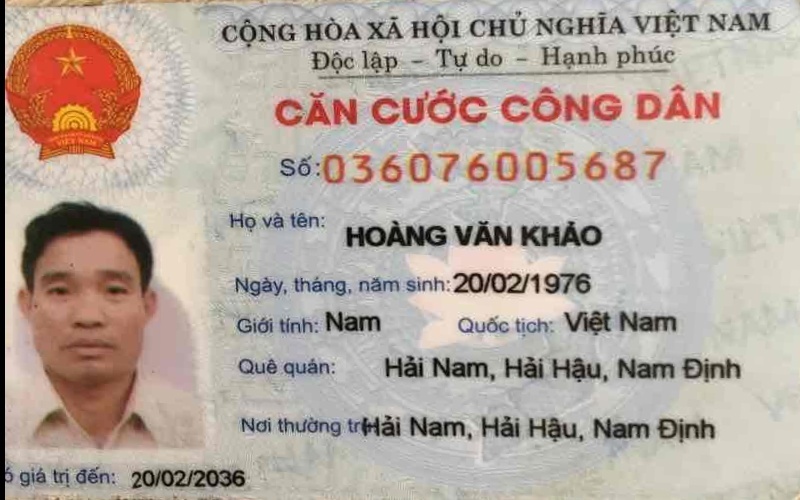 CỘNG HÒA XÃ HỘI CHỦ NGHĨA VIỆT NAM
Độc lập - Tự do - Hạnh phúc
CĂN CƯỚC CÔNG DÂN
Số: 036076005687
Họ và tên: HOÀNG VĂN KHẢO
Ngày, tháng, năm sinh: 20/02/1976
Giới tính: Nam Quốc tịch: Việt Nam
Quê quán: Hải Nam, Hải Hậu, Nam Định
Nơi thường tr Hải Nam, Hải Hậu, Nam Định
ó giá trị đến: 20/02/2036
VIỆT NAM